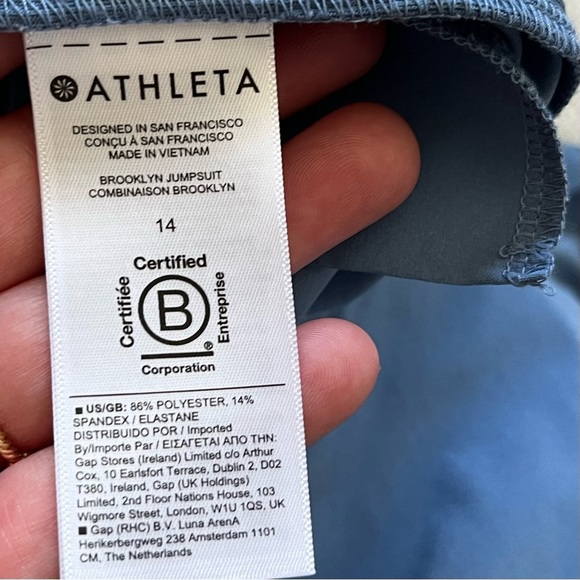 ATHLETA
DESIGNED IN SAN FRANCISCO
CONÇU À SAN FRANCISCO
MADE IN VIETNAM
BROOKLYN JUMPSUIT
COMBINAISON BROOKLYN
14
Certified
Certifiée
B
Entreprise
®
Corporation
■ US/GB: 86% POLYESTER, 14%
SPANDEX / ELASTANE
DISTRIBUIDO POR / Imported
By/Importe Par / ΕΙΣΑΓΕΤΑΙ ΑΠΟ ΤΗΝ:
Gap Stores (Ireland) Limited c/o Arthur
Cox, 10 Earlsfort Terrace, Dublin 2, D02
T380, Ireland, Gap (UK Holdings)
Limited, 2nd Floor Nations House, 103
Wigmore Street, London, W1U 1QS, UK
■ Gap (RHC) B.V. Luna ArenA
Herikerbergweg 238 Amsterdam 1101
CM, The Netherlands